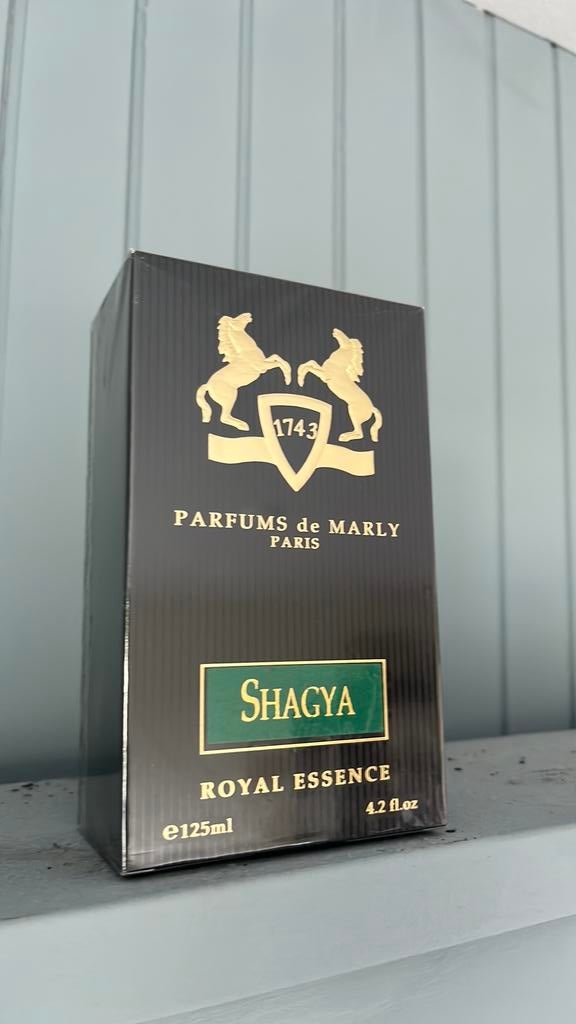 1743
PARFUMS de MARLY
PARIS
SHAGYA
ROYAL ESSENCE
4.2 fl.oz
e125ml